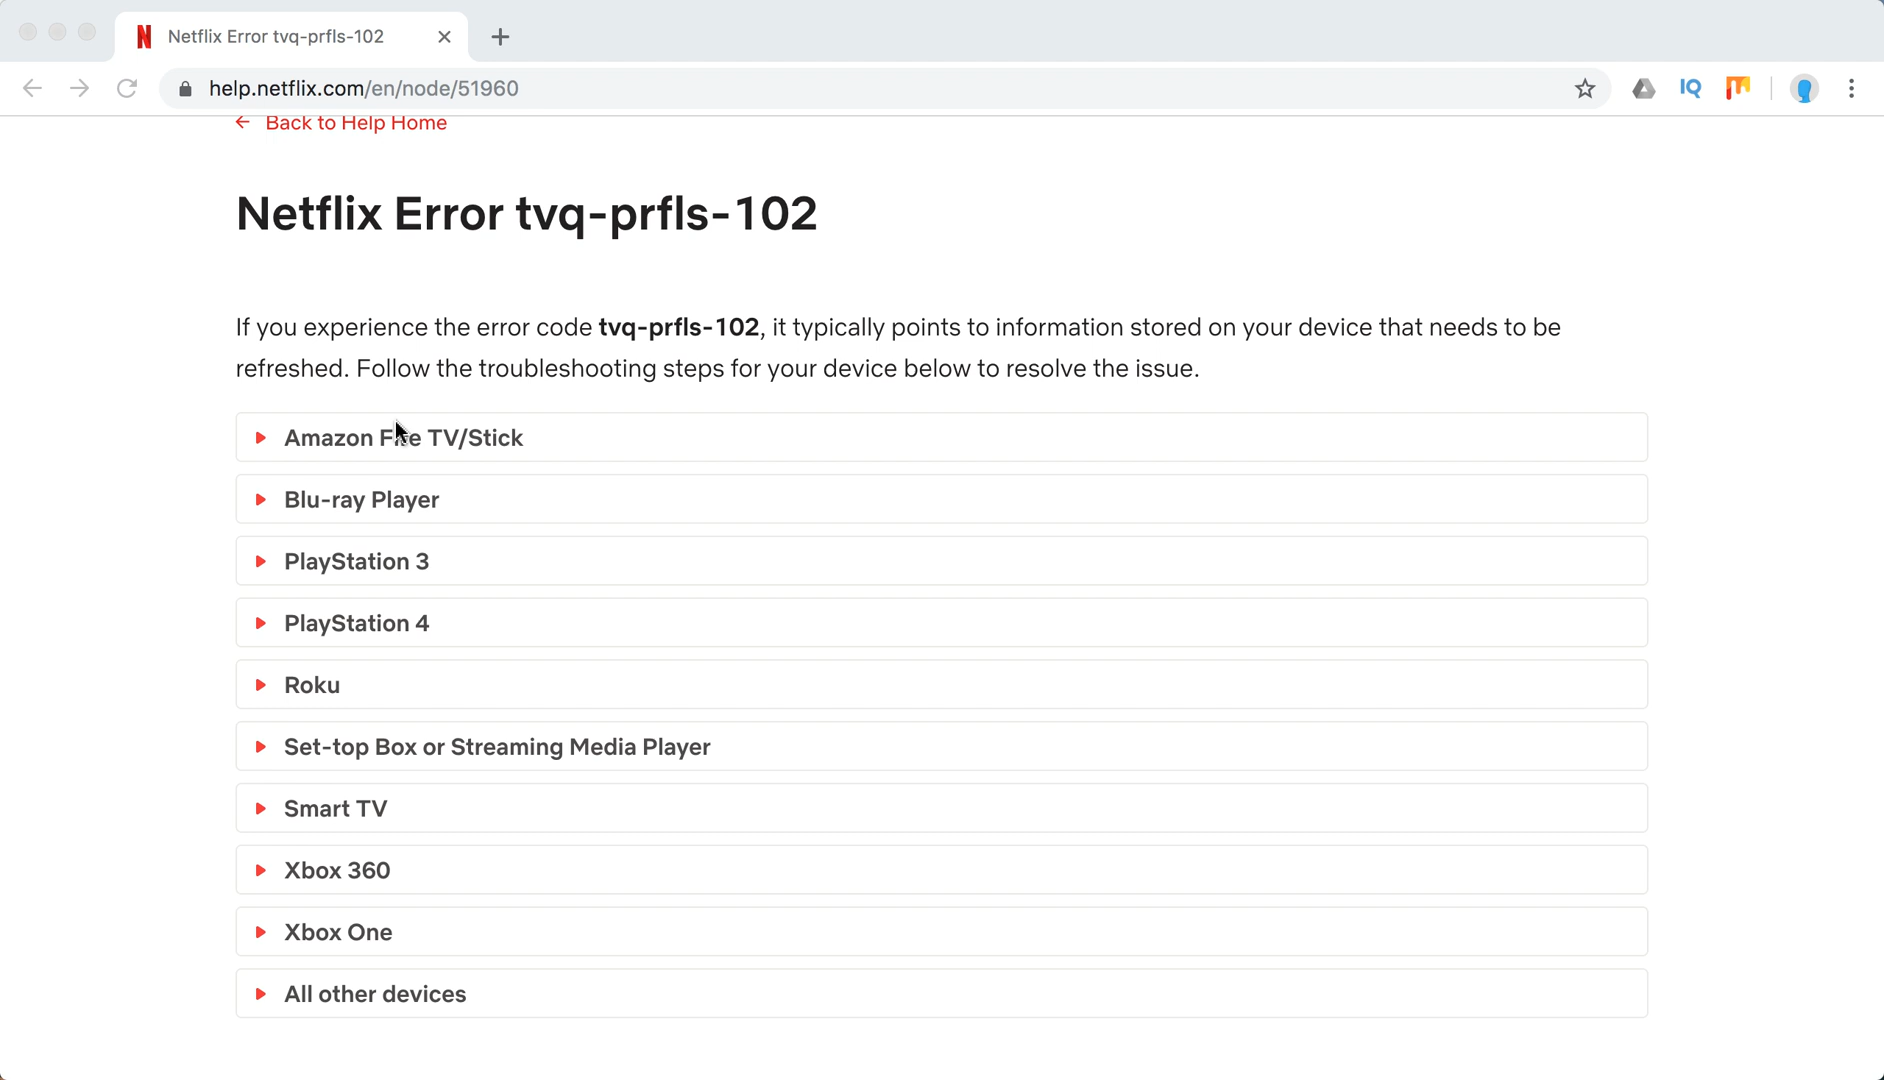 Netflix Error tvq-prfls-102
help.netflix.com/en/node/51960
IQ
← Back to Help Home
Netflix Error tvq-prfls-102
If you experience the error code tvq-prfls-102, it typically points to information stored on your device that needs to be
refreshed. Follow the troubleshooting steps for your device below to resolve the issue.
Amazon Fire TV/Stick
Blu-ray Player
PlayStation 3
PlayStation 4
Roku
Set-top Box or Streaming Media Player
Smart TV
Xbox 360
Xbox One
All other devices